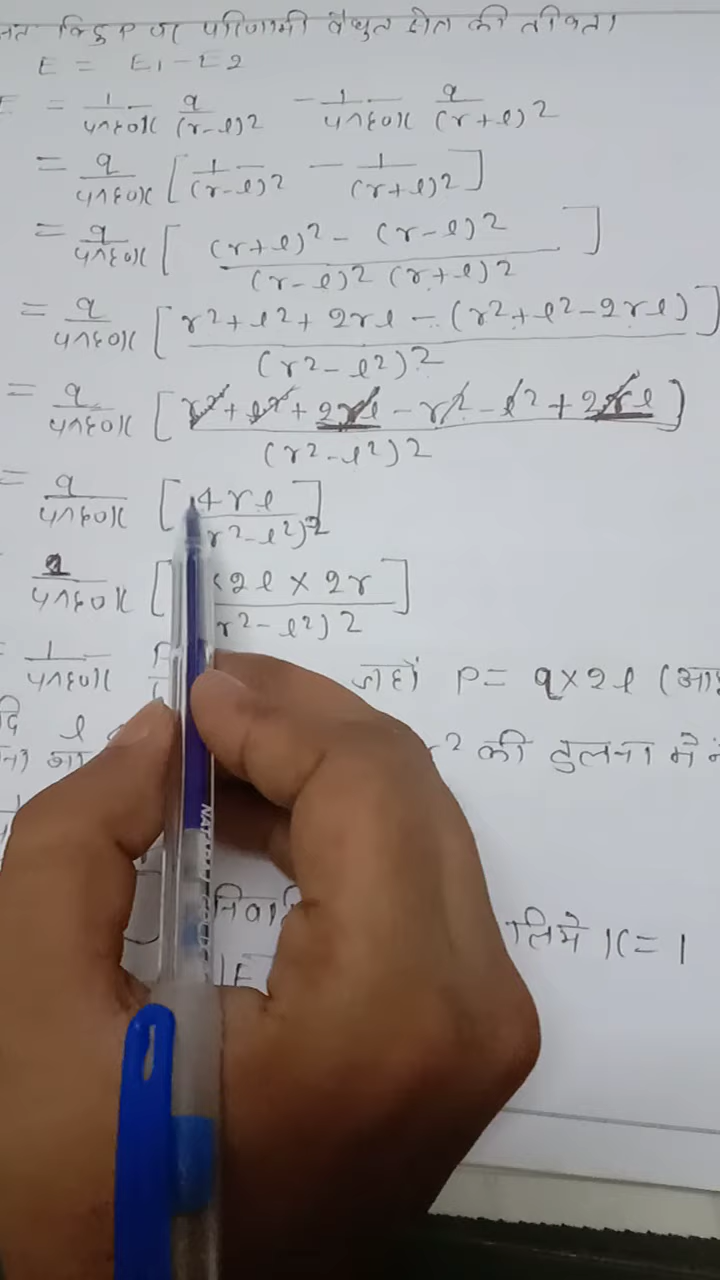 बिन्दु P पर परिणामी वैधुत क्षेत्र की तीव्रता
E = E1 - E2
= 1/4πε0K q/(r-l)2 - 1/4πε0K q/(r+l)2
= q/4πε0K [1/(r-l)2 - 1/(r+l)2]
= q/4πε0K [(r+l)2 - (r-l)2 / (r-l)2 (r+l)2]
= q/4πε0K [r2+l2+2rl - (r2+l2-2rl) / (r2-l2)2]
= q/4πε0K [r2+l2+2rl - r2 - l2 + 2rl / (r2-l2)2]
= q/4πε0K [4rl / r2-l2)2]
q/4πε0K [2l × 2r / r2-l2)2]
= 1/4πε0K जहाँ P = q×2l
l 2 की तुलना मे
लिये K = 1
E